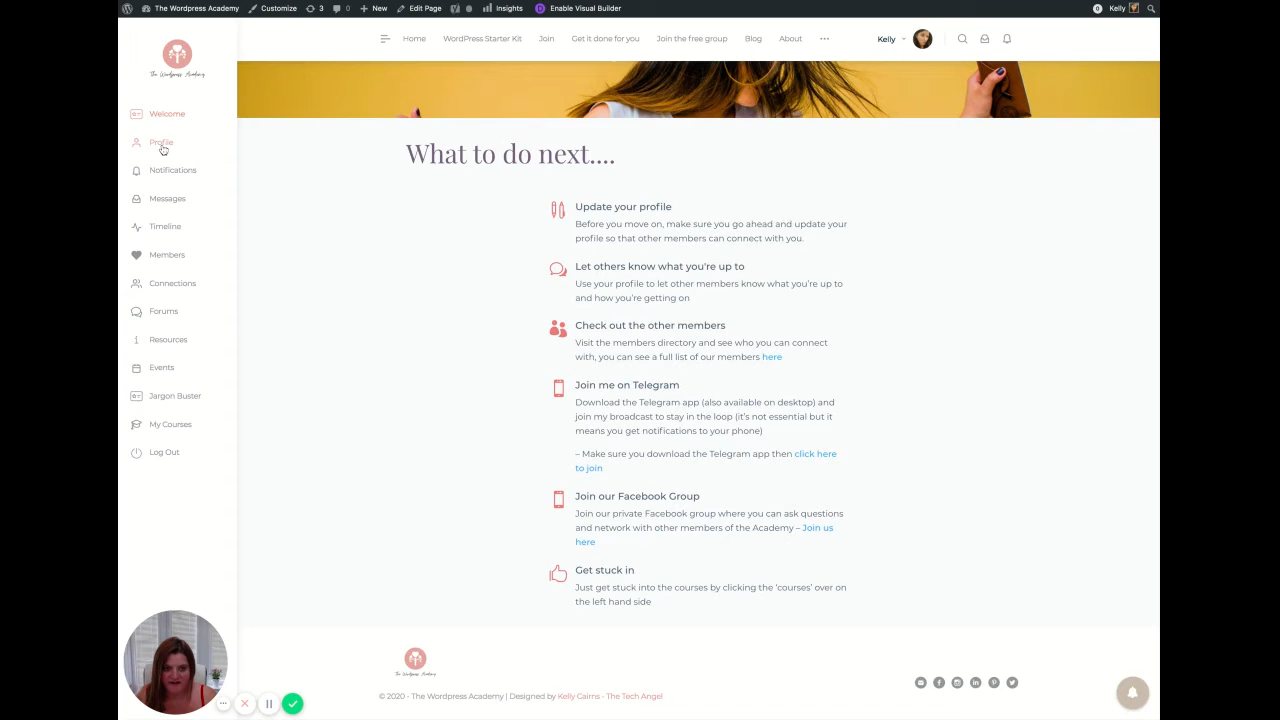 The WordPress Academy Customize 3 0 New Edit Page Insights Enable Visual Builder 0 Kelly
The Wordpress Academy
Home WordPress Starter Kit Join Get it done for you Join the free group Blog About ... Kelly
Welcome
Profile
Notifications
Messages
Timeline
Members
Connections
Forums
Resources
Events
Jargon Buster
My Courses
Log Out
What to do next....
Update your profile
Before you move on, make sure you go ahead and update your
profile so that other members can connect with you.
Let others know what you're up to
Use your profile to let other members know what you're up to
and how you're getting on
Check out the other members
Visit the members directory and see who you can connect
with, you can see a full list of our members here
Join me on Telegram
Download the Telegram app (also available on desktop) and
join my broadcast to stay in the loop (it's not essential but it
means you get notifications to your phone)
– Make sure you download the Telegram app then click here
to join
Join our Facebook Group
Join our private Facebook group where you can ask questions
and network with other members of the Academy – Join us
here
Get stuck in
Just get stuck into the courses by clicking the 'courses' over on
the left hand side
The Wordpress Academy
© 2020 - The Wordpress Academy | Designed by Kelly Cairns - The Tech Angel